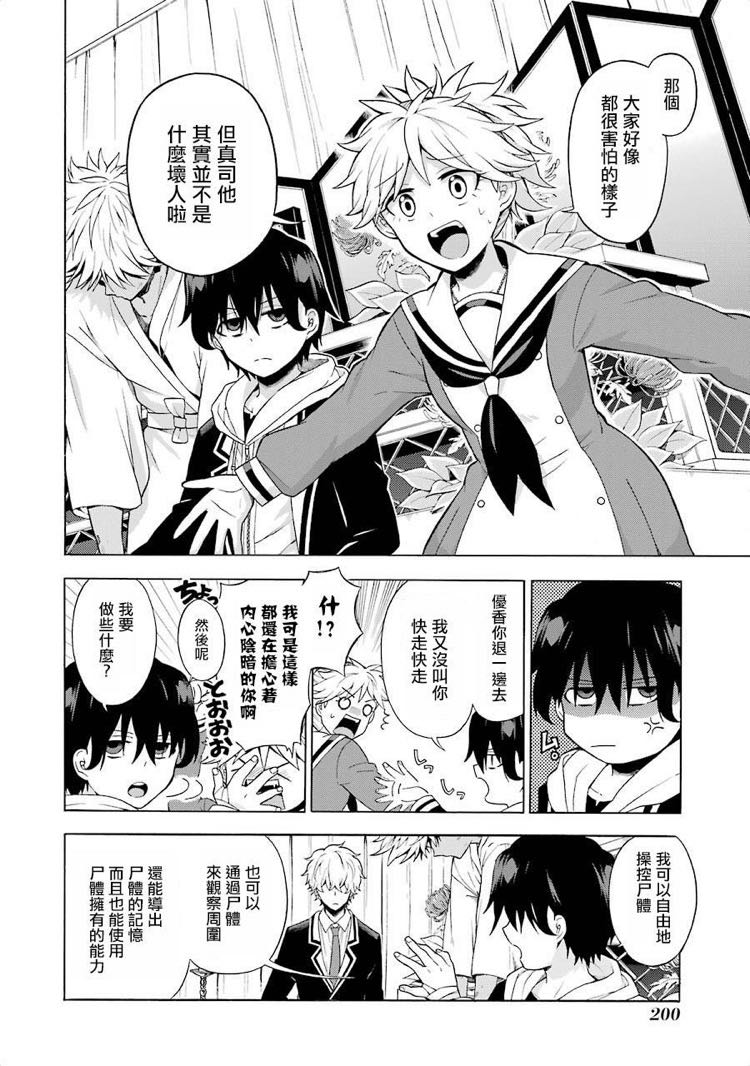 那個
大家好像
都很害怕的樣子
但真司他
其實並不是
什麼壞人啦
ム。
優香你退一邊去
我又沒叫你
快走快走
什!?
我可是這樣
都還在擔心着
内心陰暗的你啊
ちょっ
とおおお
然後呢
我要
做些什麼?
我可以自由地
操控尸體
也可以
通過尸體
來觀察周圍
還能導出
尸體的記憶
而且也能使用
尸體擁有的能力
200